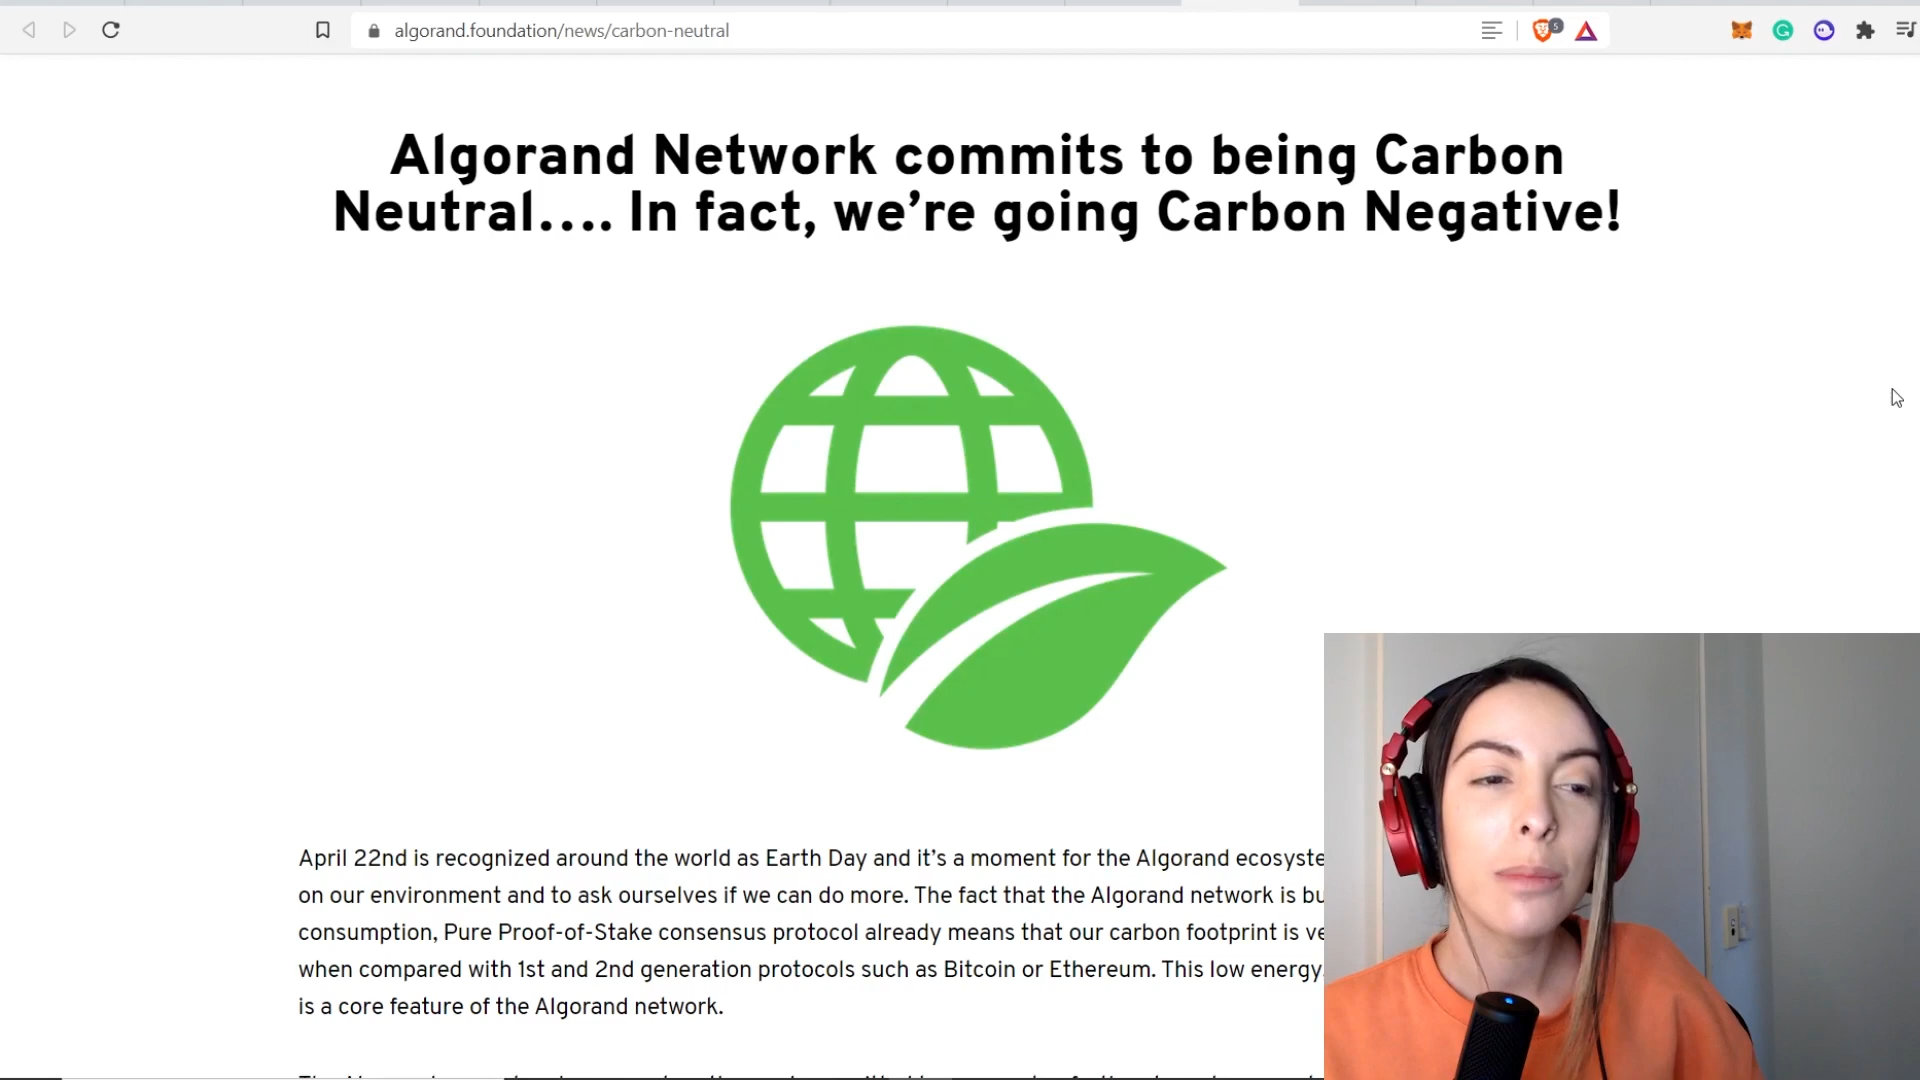 algorand.foundation/news/carbon-neutral
5
Algorand Network commits to being Carbon
Neutral.... In fact, we're going Carbon Negative!
April 22nd is recognized around the world as Earth Day and it's a moment for the Algorand
on our environment and to ask ourselves if we can do more. The fact that the Algorand network is
consumption, Pure Proof-of-Stake consensus protocol already means that our carbon footprint is
when compared with 1st and 2nd generation protocols such as Bitcoin or Ethereum. This low energy
is a core feature of the Algorand network.